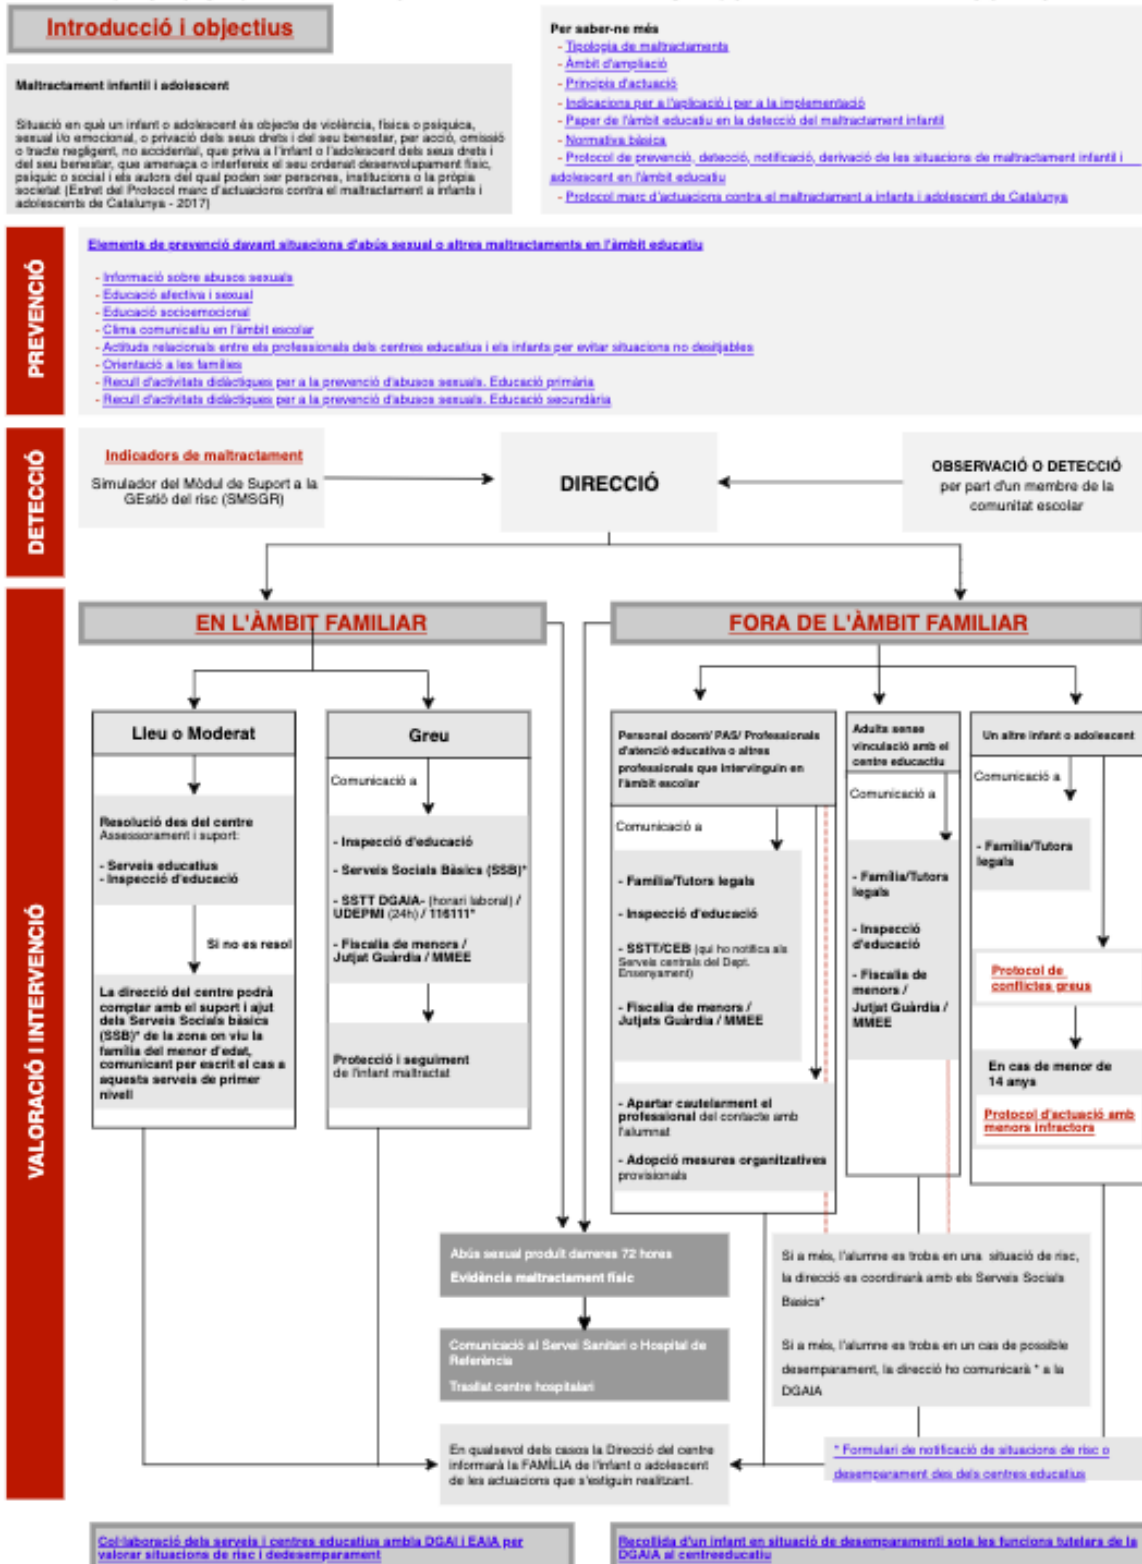 Introducció i objectius
Maltractament infantil i adolescent
Situació en què un infant o adolescent és objecte de violència, física o psíquica,
sexual i/o emocional, o privació dels seus drets i del seu benestar, per acció, omissió
o tracte negligent, no accidental, que priva a l'infant o l'adolescent dels seus drets i
del seu benestar, que amenaça o interfereix el seu ordenat desenvolupament físic,
psíquic o social i els autors del qual poden ser persones, institucions o la pròpia
societat (Extret del Protocol marc d'actuacions contra el maltractament a infants i
adolescents de Catalunya - 2017)
Per saber-ne més
- Tipologia de maltractaments
- Àmbit d'ampliació
- Principis d'actuació
- Indicacions per a l'aplicació i per a la implementació
- Paper de l'àmbit educatiu en la detecció del maltractament infantil
- Normativa bàsica
- Protocol de prevenció, detecció, notificació, derivació de les situacions de maltractament infantil i
adolescent en l'àmbit educatiu
- Protocol marc d'actuacions contra el maltractament a infants i adolescent de Catalunya
PREVENCIÓ
Elements de prevenció davant situacions d'abús sexual o altres maltractaments en l'àmbit educatiu
- Informació sobre abusos sexuals
- Educació afectiva i sexual
- Educació socioemocional
- Clima comunicatiu en l'àmbit escolar
- Actituds relacionals entre els professionals dels centres educatius i els infants per evitar situacions no desitjables
- Orientació a les famílies
- Recull d'activitats didàctiques per a la prevenció d'abusos sexuals. Educació primària
- Recull d'activitats didàctiques per a la prevenció d'abusos sexuals. Educació secundària
DETECCIÓ
Indicadors de maltractament
Simulador del Mòdul de Suport a la
GEstió del risc (SMSGR)
DIRECCIÓ
OBSERVACIÓ O DETECCIÓ
per part d'un membre de la
comunitat escolar
VALORACIÓ I INTERVENCIÓ
EN L'ÀMBIT FAMILIAR
Lleu o Moderat
Resolució des del centre
Assessorament i suport:
- Serveis educatius
- Inspecció d'educació
Si no es resol
La direcció del centre podrà
comptar amb el suport i ajut
dels Serveis Socials bàsics
(SSB)* de la zona on viu la
família del menor d'edat,
comunicant per escrit el cas a
aquests serveis de primer
nivell
Greu
Comunicació a
- Inspecció d'educació
- Serveis Socials Bàsics (SSB)*
- SSTT DGAIA- (horari laboral) /
UDEPMI (24h) / 116111*
- Fiscalia de menors /
Jutjat Guàrdia / MMEE
Protecció i seguiment
de l'infant maltractat
FORA DE L'ÀMBIT FAMILIAR
Personal docent/ PAS/ Professionals
d'atenció educativa o altres
professionals que intervinguin en
l'àmbit escolar
Comunicació a
- Família/Tutors legals
- Inspecció d'educació
- SSTT/CEB (qui ho notifica als
Serveis centrals del Dept.
Ensenyament)
- Fiscalia de menors /
Jutjats Guàrdia / MMEE
- Apartar cautelarment el
professional del contacte amb
l'alumnat
- Adopció mesures organitzatives
provisionals
Adults sense
vinculació amb el
centre educactiu
Comunicació a
- Família/Tutors
legals
- Inspecció
d'educació
- Fiscalia de
menors /
Jutjat Guàrdia /
MMEE
Un altre infant o adolescent
Comunicació a
- Família/Tutors
legals
Protocol de
conflictes greus
En cas de menor de
14 anys
Protocol d'actuació amb
menors infractors
Abús sexual produït darreres 72 hores
Evidència maltractament físic
Comunicació al Servei Sanitari o Hospital de
Referència
Trasllat centre hospitalari
Si a més, l'alumne es troba en una situació de risc,
la direcció es coordinarà amb els Serveis Socials
Basics*
Si a més, l'alumne es troba en un cas de possible
desemparament, la direcció ho comunicarà * a la
DGAIA
En qualsevol dels casos la Direcció del centre
informarà la FAMÍLIA de l'infant o adolescent
de les actuacions que s'estiguin realitzant.
* Formulari de notificació de situacions de risc o
desemparament des dels centres educatius
Col·laboració dels serveis i centres educatius ambla DGAI i EAIA per
valorar situacions de risc i dedesemparament
Recollida d'un infant en situació de desemparamenti sota les funcions tutelars de la
DGAIA al centreeducatiu